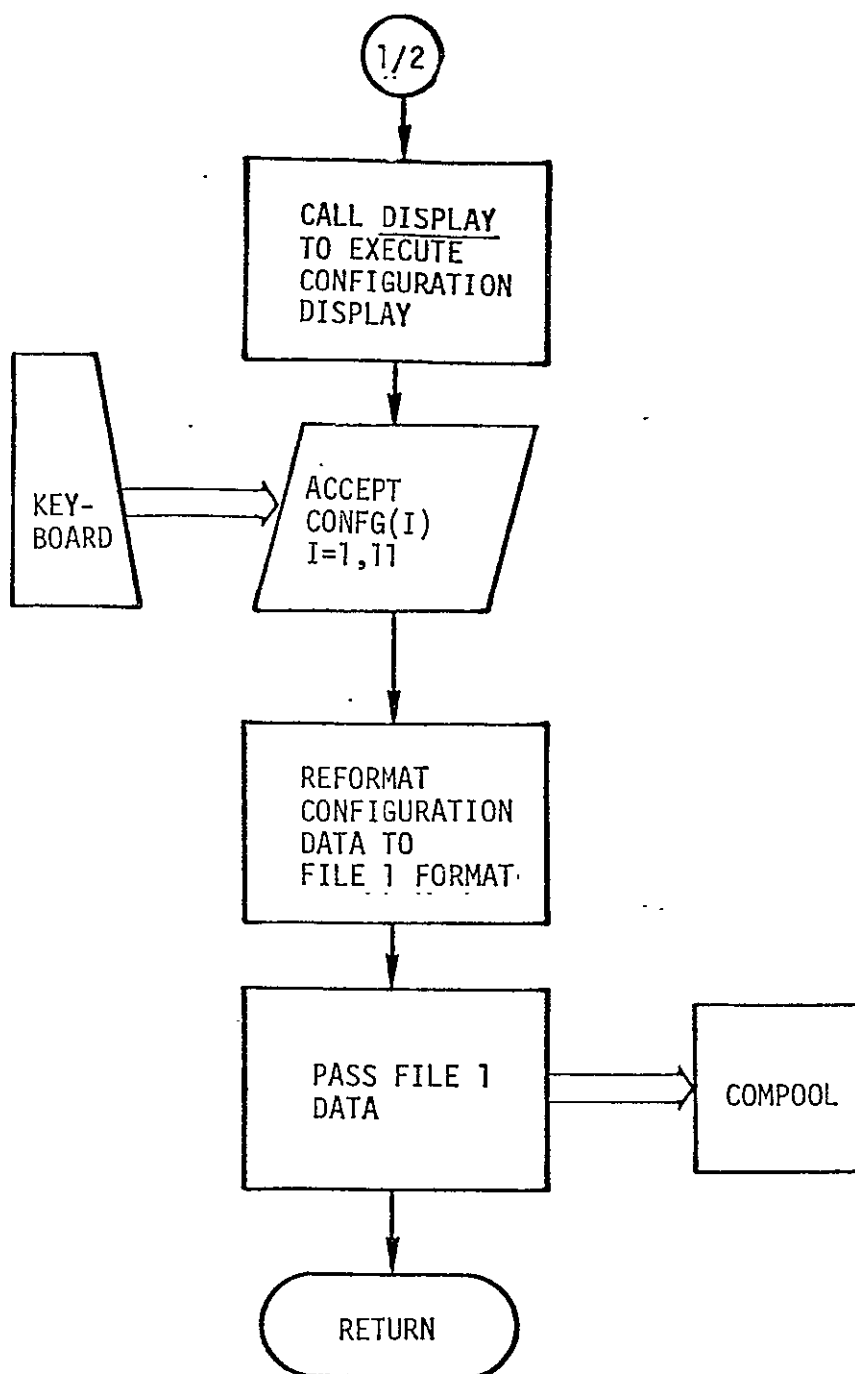 1/2
CALL DISPLAY
TO EXECUTE
CONFIGURATION
DISPLAY
KEY-
BOARD
ACCEPT
CONFG(I)
I=1,11
REFORMAT
CONFIGURATION
DATA TO
FILE 1 FORMAT
PASS FILE 1
DATA
COMPOOL
RETURN